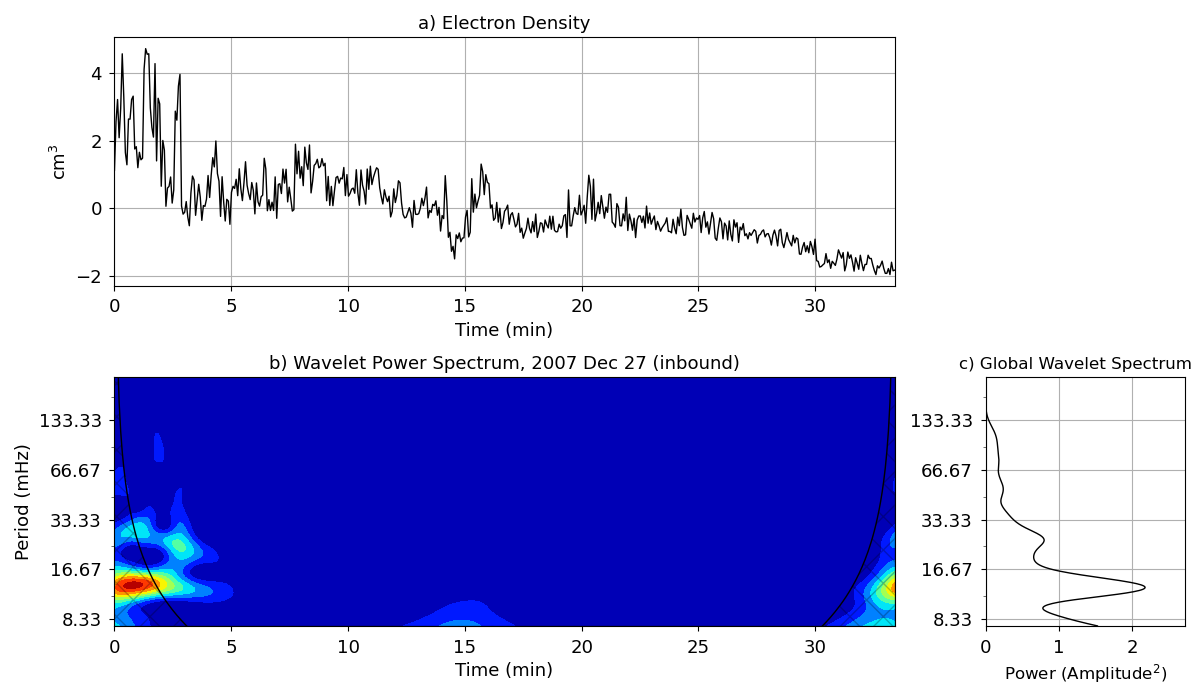 a) Electron Density
cm³
4
2
0
−2
0 5 10 15 20 25 30
Time (min)
b) Wavelet Power Spectrum, 2007 Dec 27 (inbound)
Period (mHz)
133.33
66.67
33.33
16.67
8.33
0 5 10 15 20 25 30
Time (min)
c) Global Wavelet Spectrum
133.33
66.67
33.33
16.67
8.33
0 1 2
Power (Amplitude²)